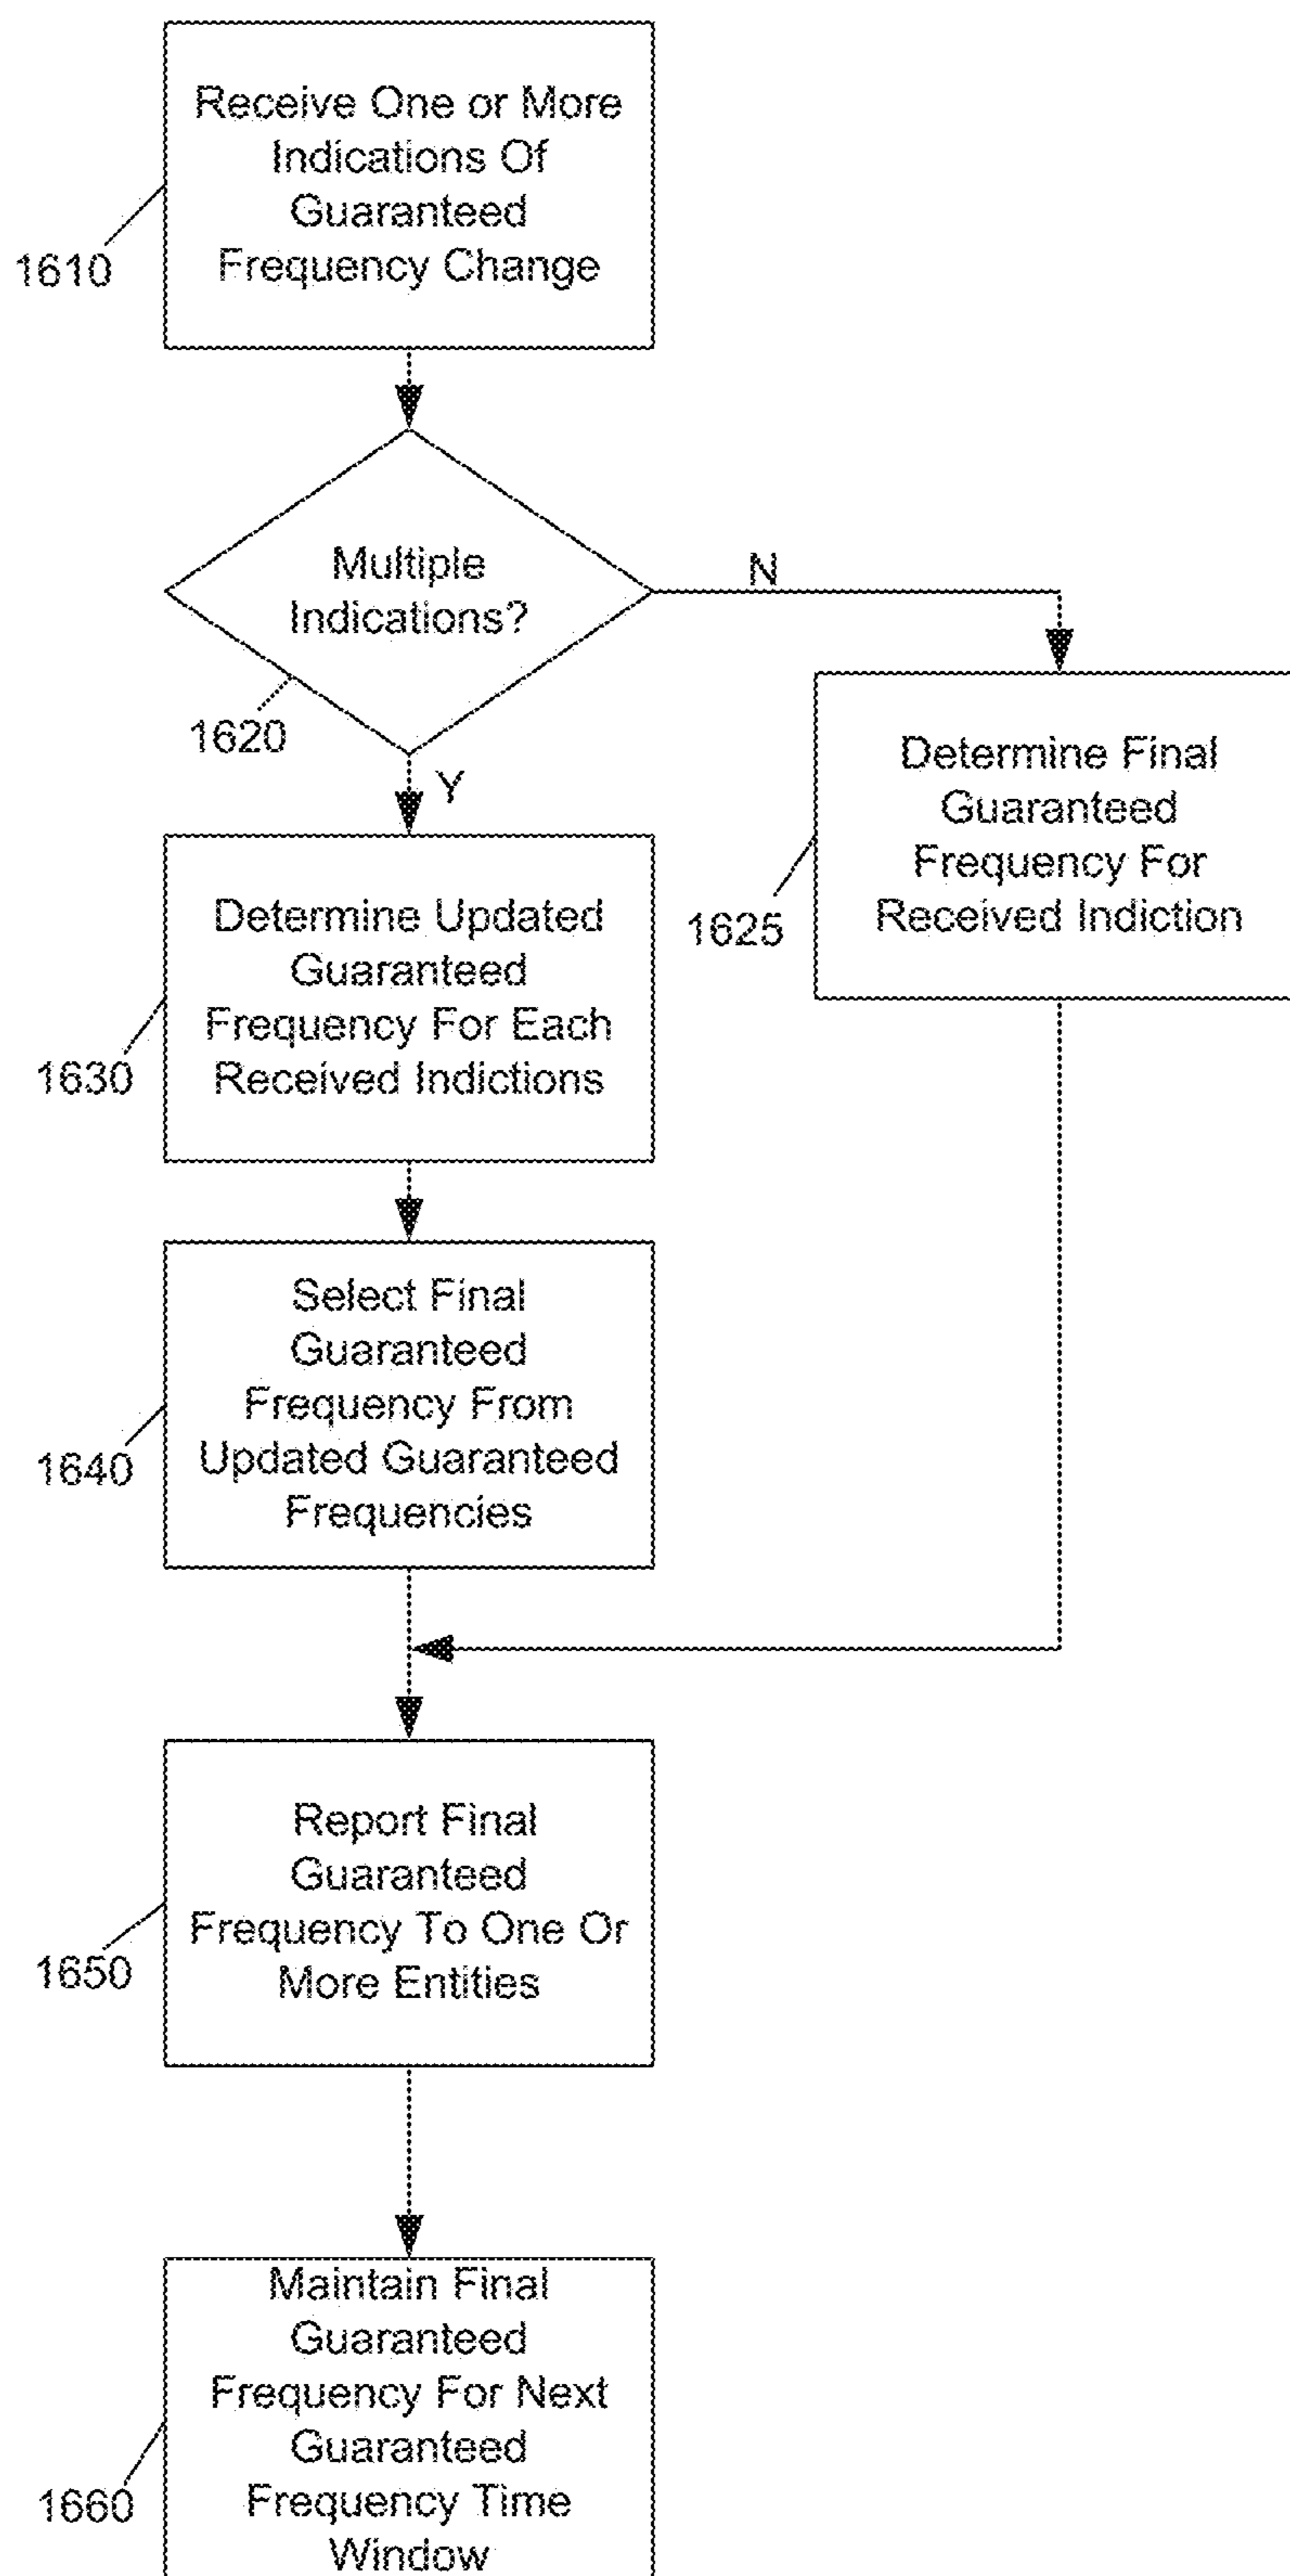 Receive One or More
Indications Of
Guaranteed
Frequency Change
1610
Multiple
Indications?
N
1620
Y
Determine Final
Guaranteed
Frequency For
Received Indiction
1625
Determine Updated
Guaranteed
Frequency For Each
Received Indictions
1630
Select Final
Guaranteed
Frequency From
Updated Guaranteed
Frequencies
1640
Report Final
Guaranteed
Frequency To One Or
More Entities
1650
Maintain Final
Guaranteed
Frequency For Next
Guaranteed
Frequency Time
Window
1660